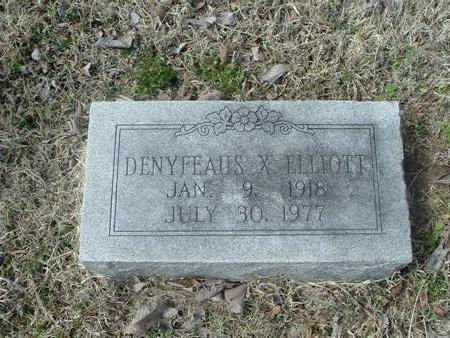 DENYFEAUS X. ELLIOTT
JAN. 9, 1918
JULY 30, 1977